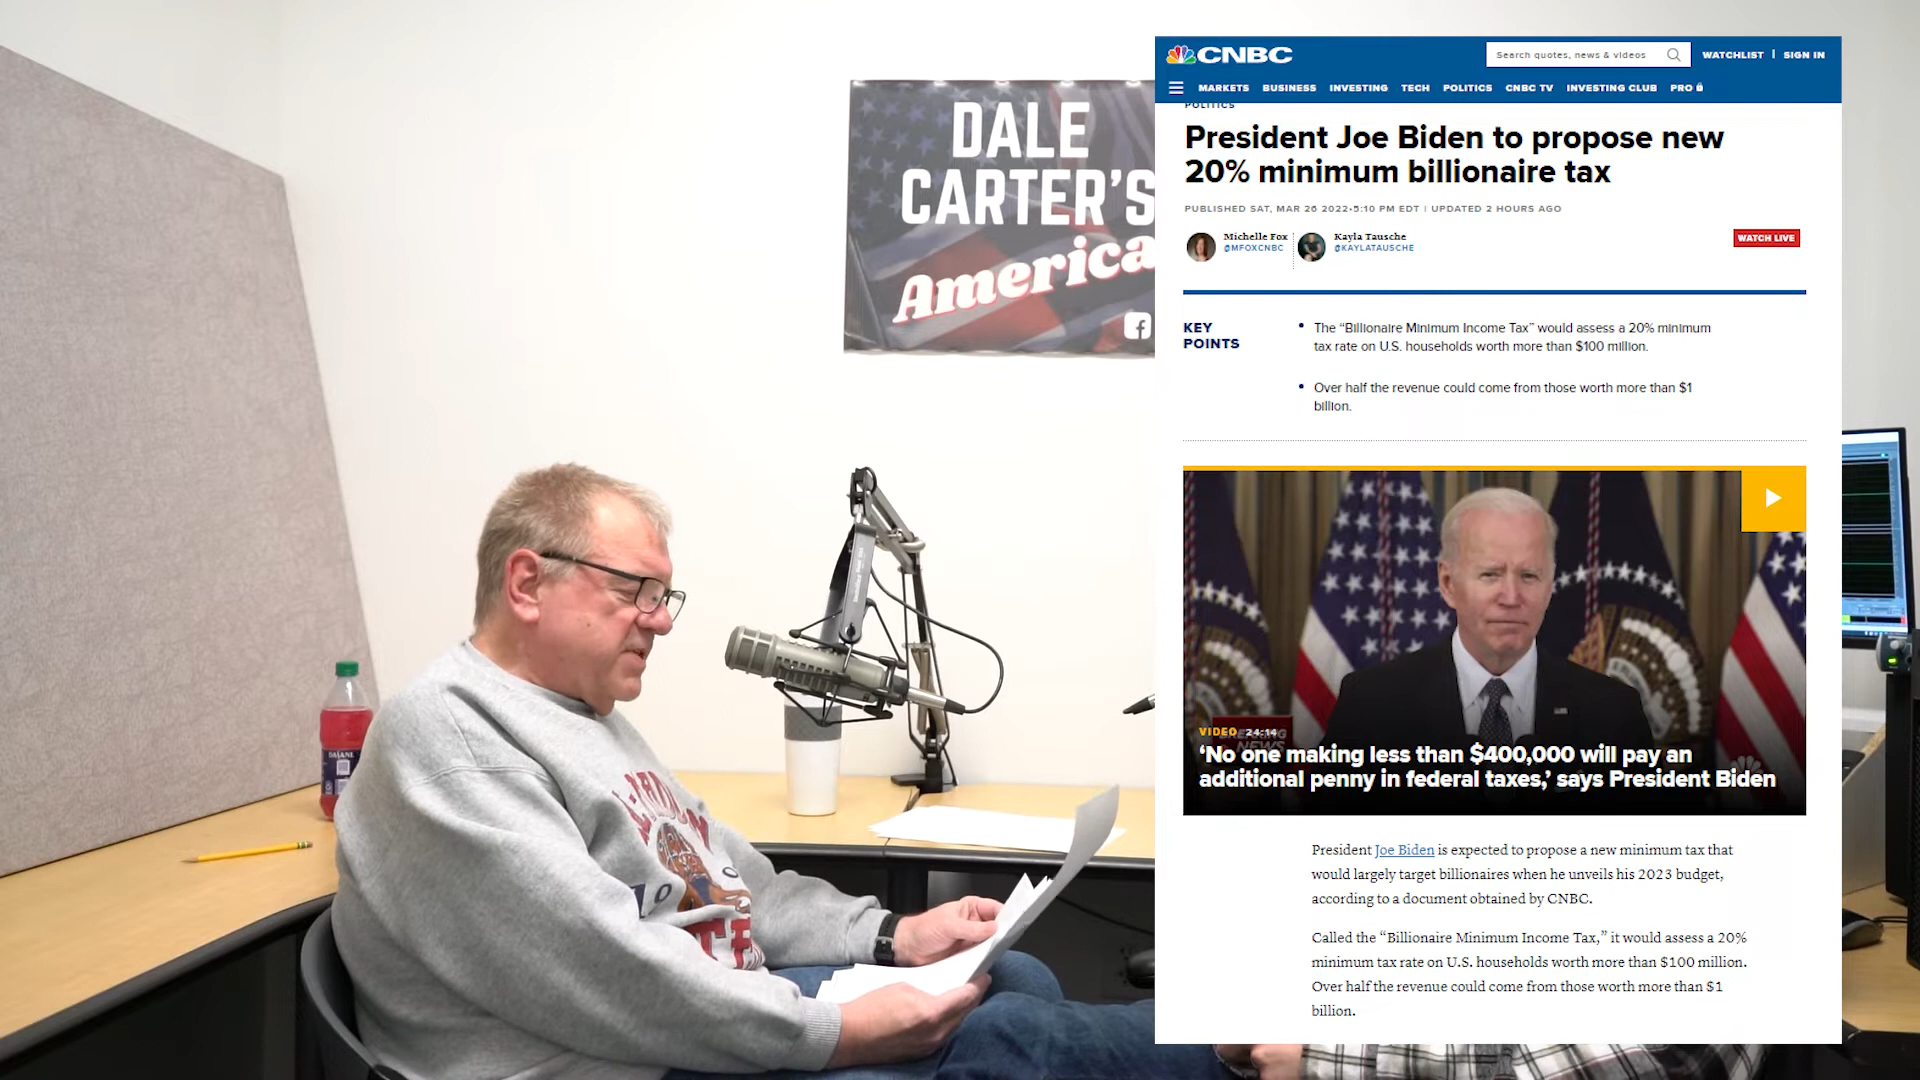 DALE
CARTER'S
America
CNBC
Search quotes, news & videos
WATCHLIST | SIGN IN
MARKETS BUSINESS INVESTING TECH POLITICS CNBC TV INVESTING CLUB PRO
POLITICS
President Joe Biden to propose new
20% minimum billionaire tax
PUBLISHED SAT, MAR 26 2022•5:10 PM EDT | UPDATED 2 HOURS AGO
Michelle Fox
@MFOXCNBC
Kayla Tausche
@KAYLATAUSCHE
WATCH LIVE
KEY
POINTS
• The “Billionaire Minimum Income Tax” would assess a 20% minimum
tax rate on U.S. households worth more than $100 million.
• Over half the revenue could come from those worth more than $1
billion.
VIDEO 24:14
BREAKING
NEWS
‘No one making less than $400,000 will pay an
additional penny in federal taxes,’ says President Biden
President Joe Biden is expected to propose a new minimum tax that
would largely target billionaires when he unveils his 2023 budget,
according to a document obtained by CNBC.
Called the “Billionaire Minimum Income Tax,” it would assess a 20%
minimum tax rate on U.S. households worth more than $100 million.
Over half the revenue could come from those worth more than $1
billion.
DASANI